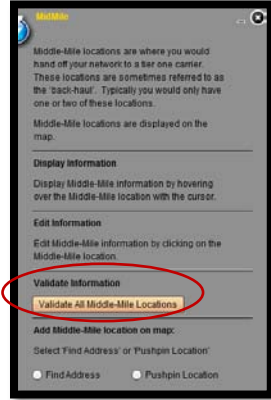 MidMile
Middle-Mile locations are where you would
hand off your network to a tier one carrier.
These locations are sometimes referred to as
the 'back-haul'. Typically you would only have
one or two of these locations.
Middle-Mile locations are displayed on the
map.
Display Information
Display Middle-Mile information by hovering
over the Middle-Mile location with the cursor.
Edit Information
Edit Middle-Mile information by clicking on the
Middle-Mile location.
Validate Information
Validate All Middle-Mile Locations
Add Middle-Mile location on map:
Select 'Find Address' or 'Pushpin Location'
Find Address Pushpin Location